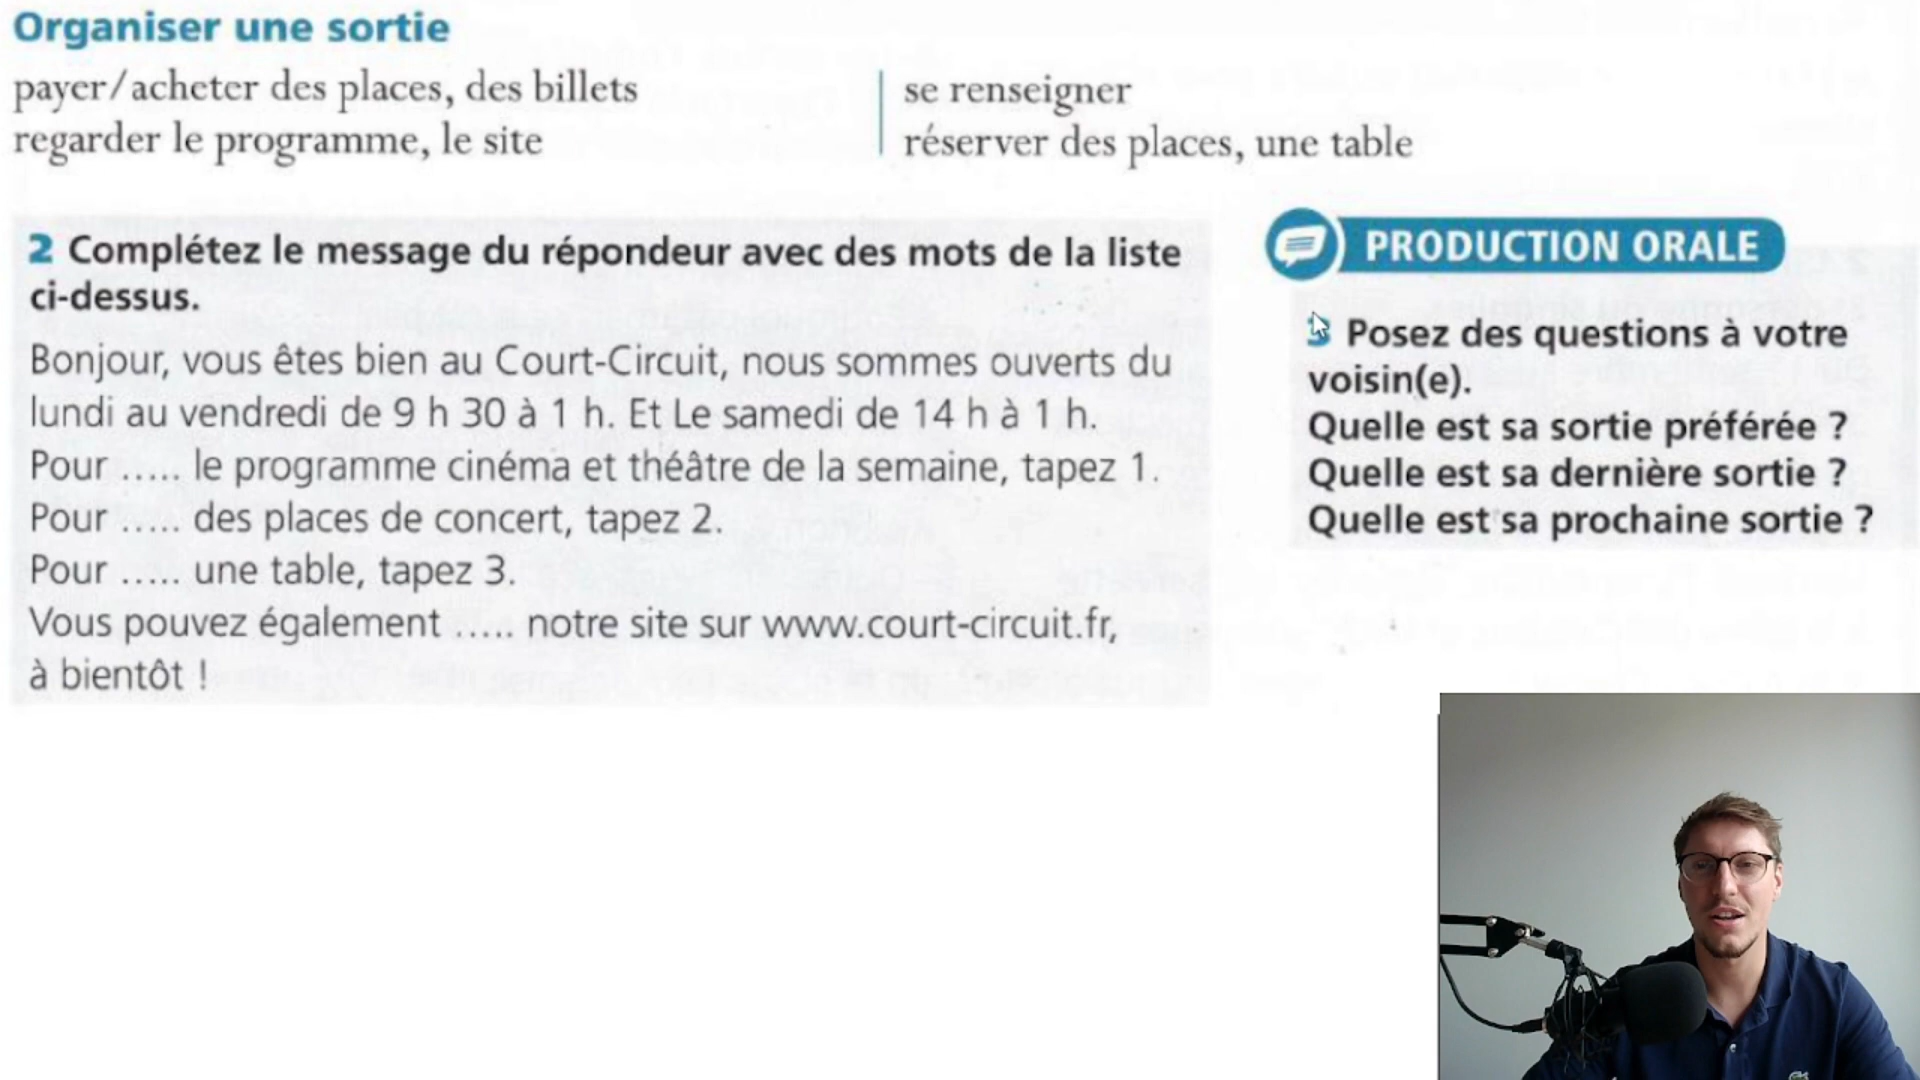 Organiser une sortie
payer/acheter des places, des billets
regarder le programme, le site
se renseigner
réserver des places, une table
2 Complétez le message du répondeur avec des mots de la liste
ci-dessus.
Bonjour, vous êtes bien au Court-Circuit, nous sommes ouverts du
lundi au vendredi de 9 h 30 à 1 h. Et Le samedi de 14 h à 1 h.
Pour ..... le programme cinéma et théâtre de la semaine, tapez 1.
Pour ..... des places de concert, tapez 2.
Pour ..... une table, tapez 3.
Vous pouvez également ..... notre site sur www.court-circuit.fr,
à bientôt !
PRODUCTION ORALE
3 Posez des questions à votre
voisin(e).
Quelle est sa sortie préférée ?
Quelle est sa dernière sortie ?
Quelle est sa prochaine sortie ?